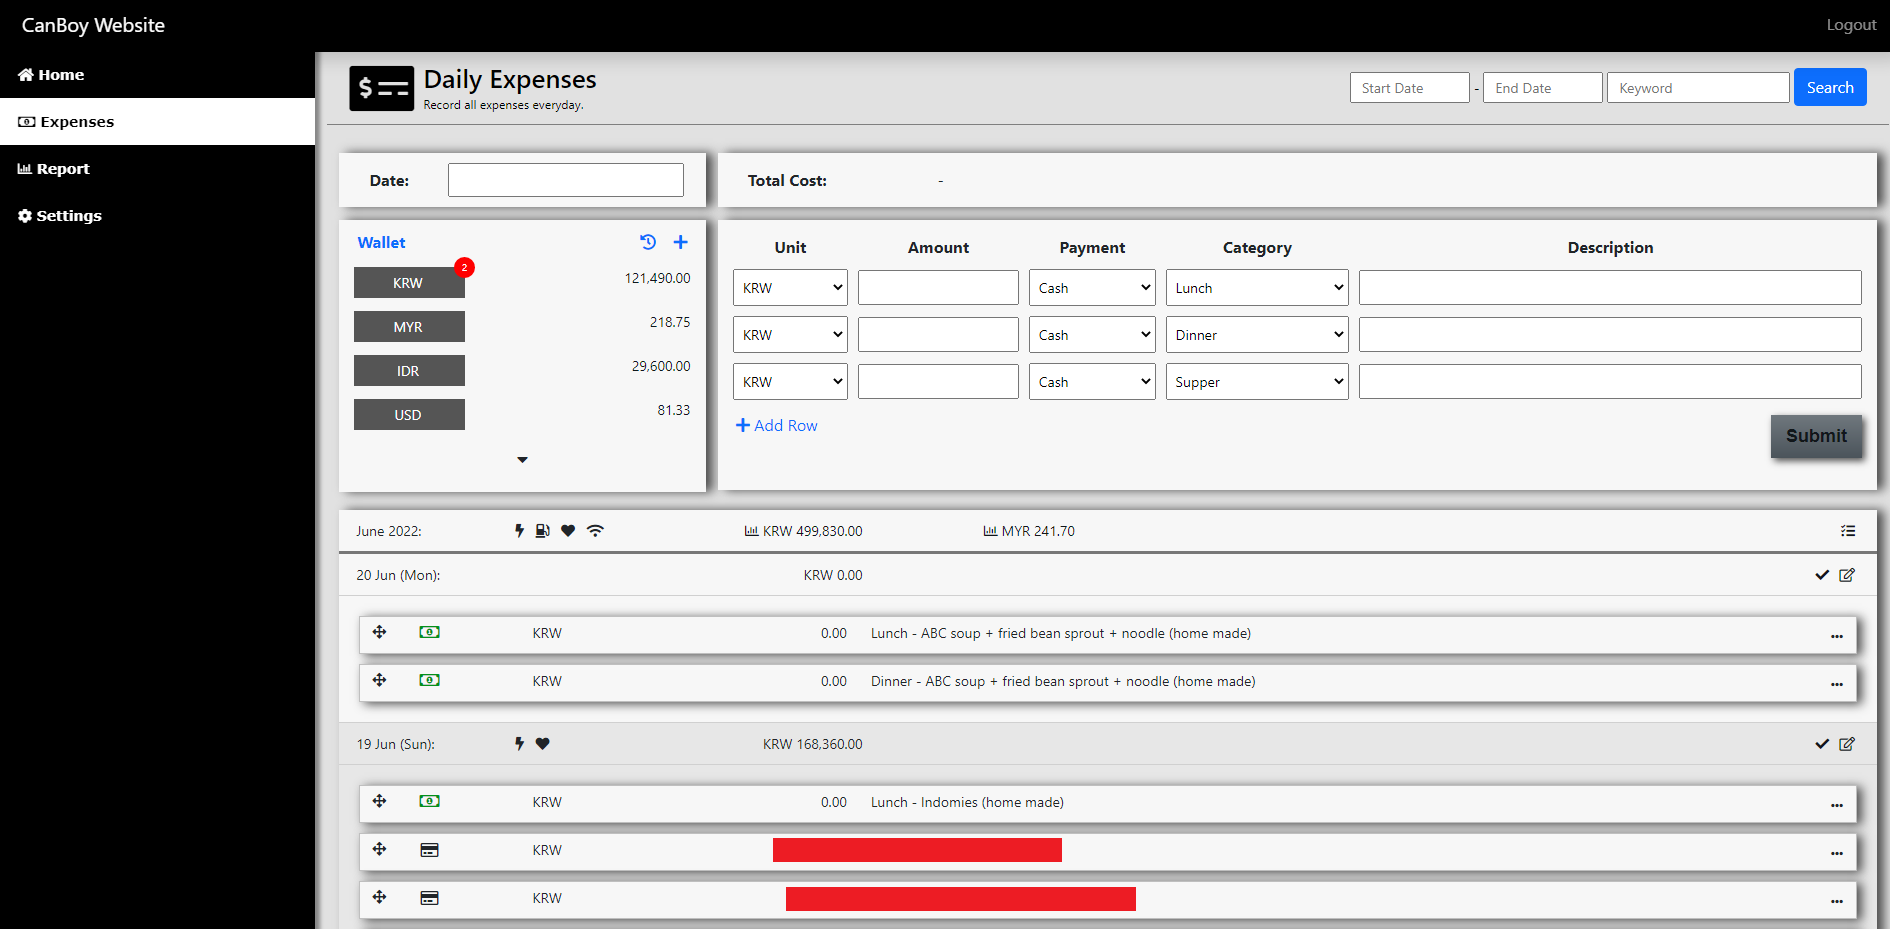 CanBoy Website
Logout
Home
Expenses
Report
Settings
Daily Expenses
Record all expenses everyday.
Start Date - End Date Keyword Search
Date:
Total Cost: -
Wallet
KRW 2 121,490.00
MYR 218.75
IDR 29,600.00
USD 81.33
Unit Amount Payment Category Description
KRW Cash Lunch
KRW Cash Dinner
KRW Cash Supper
Add Row
Submit
June 2022: KRW 499,830.00 MYR 241.70
20 Jun (Mon): KRW 0.00
KRW 0.00 Lunch - ABC soup + fried bean sprout + noodle (home made) ...
KRW 0.00 Dinner - ABC soup + fried bean sprout + noodle (home made) ...
19 Jun (Sun): KRW 168,360.00
KRW 0.00 Lunch - Indomies (home made) ...
KRW ...
KRW ...